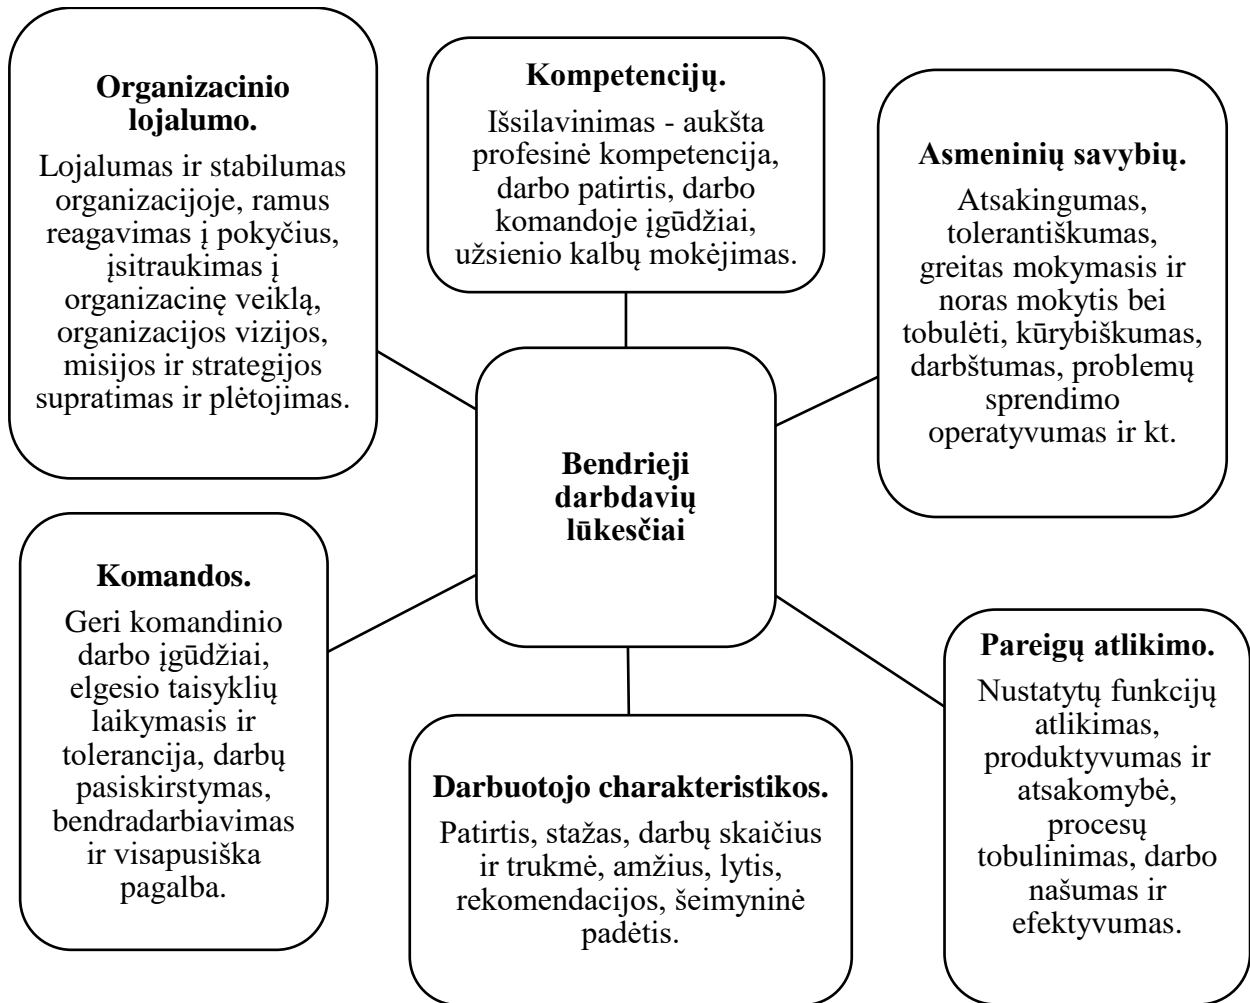 Organizacinio
lojalumo.
Lojalumas ir stabilumas
organizacijoje, ramus
reagavimas į pokyčius,
įsitraukimas į
organizacinę veiklą,
organizacijos vizijos,
misijos ir strategijos
supratimas ir plėtojimas.
Kompetencijų.
Išsilavinimas - aukšta
profesinė kompetencija,
darbo patirtis, darbo
komandoje įgūdžiai,
užsienio kalbų mokėjimas.
Asmeninių savybių.
Atsakingumas,
tolerantiškumas,
greitas mokymasis ir
noras mokytis bei
tobulėti, kūrybiškumas,
darbštumas, problemų
sprendimo
operatyvumas ir kt.
Bendrieji
darbdavių
lūkesčiai
Komandos.
Geri komandinio
darbo įgūdžiai,
elgesio taisyklių
laikymasis ir
tolerancija, darbų
pasiskirstymas,
bendradarbiavimas
ir visapusiška
pagalba.
Darbuotojo charakteristikos.
Patirtis, stažas, darbų skaičius
ir trukmė, amžius, lytis,
rekomendacijos, šeimyninė
padėtis.
Pareigų atlikimo.
Nustatytų funkcijų
atlikimas,
produktyvumas ir
atsakomybė,
procesų
tobulinimas, darbo
našumas ir
efektyvumas.